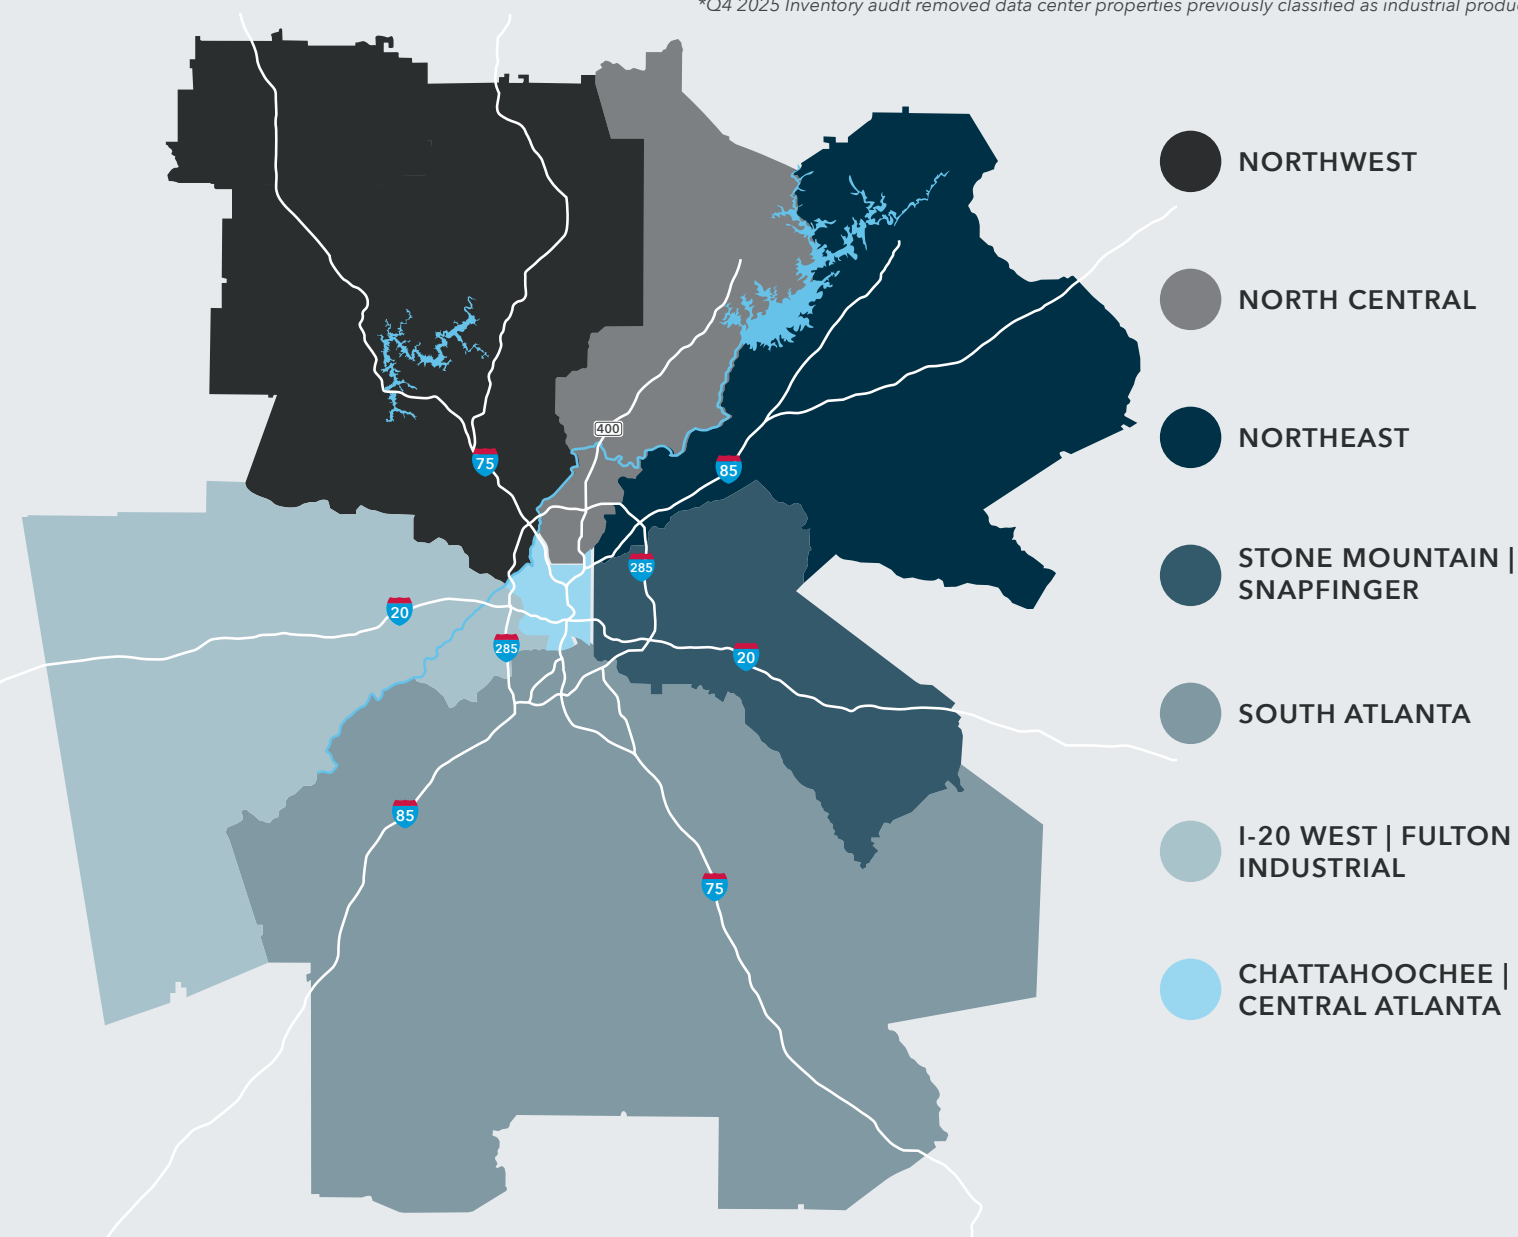 *Q4 2025 Inventory audit removed data center properties previously classified as industrial
NORTHWEST
NORTH CENTRAL
NORTHEAST
STONE MOUNTAIN |
SNAPFINGER
SOUTH ATLANTA
I-20 WEST | FULTON
INDUSTRIAL
CHATTAHOOCHEE |
CENTRAL ATLANTA
400
75
85
285
20
285
20
85
75